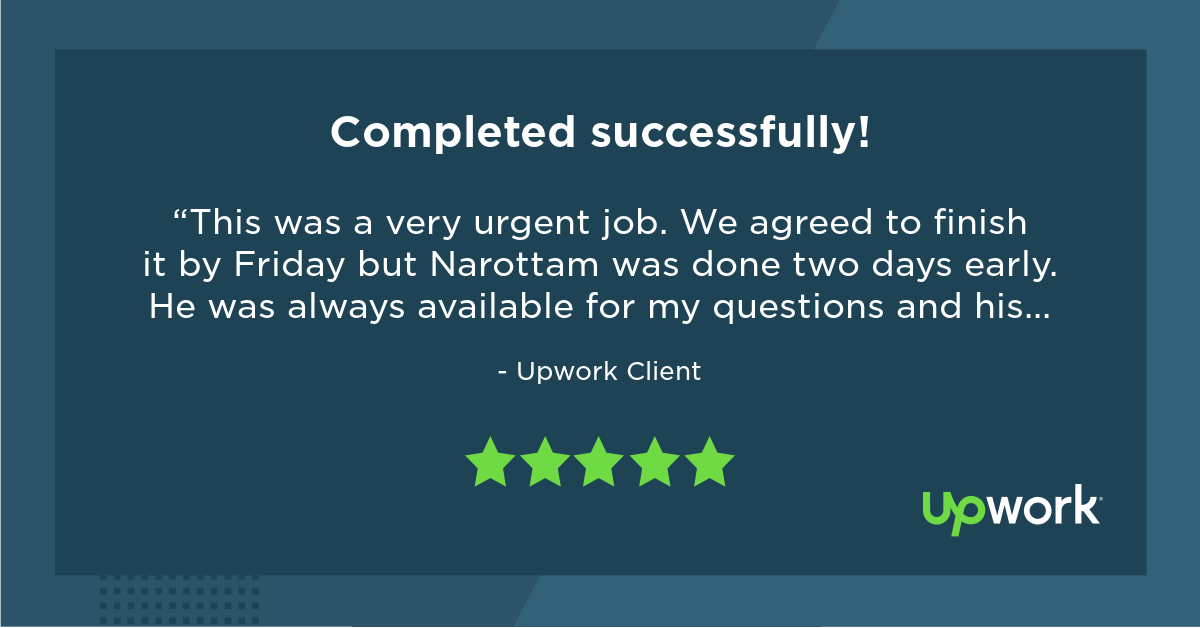 Completed successfully!
“This was a very urgent job. We agreed to finish
it by Friday but Narottam was done two days early.
He was always available for my questions and his...
- Upwork Client
upwork